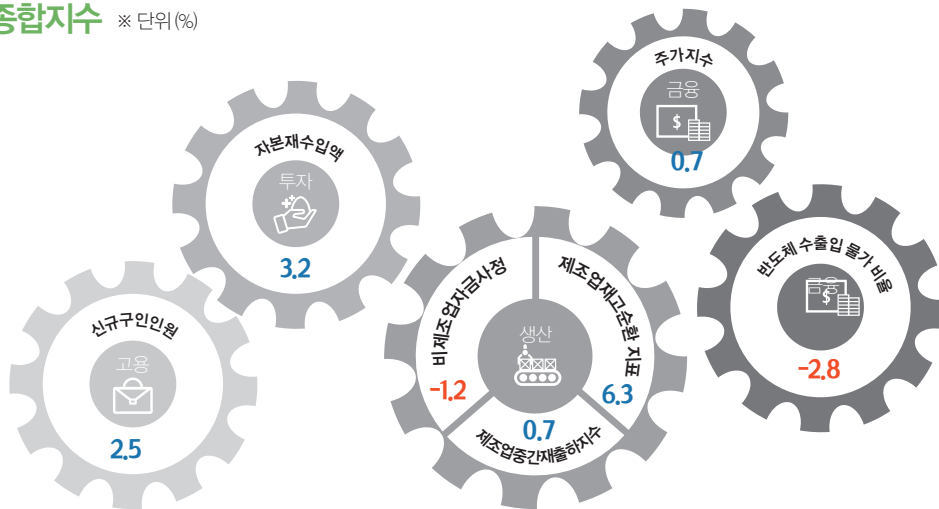 종합지수 ※ 단위(%)
주가지수
금융
$
0.7
자본재수입액
투자
3.2
반도체 수출입 물가 비율
금융
$
-2.8
신규구인인원
고용
2.5
비제조업자금사정
-1.2
제조업재고순환 지표
6.3
생산
0.7
제조업중간재출하지수